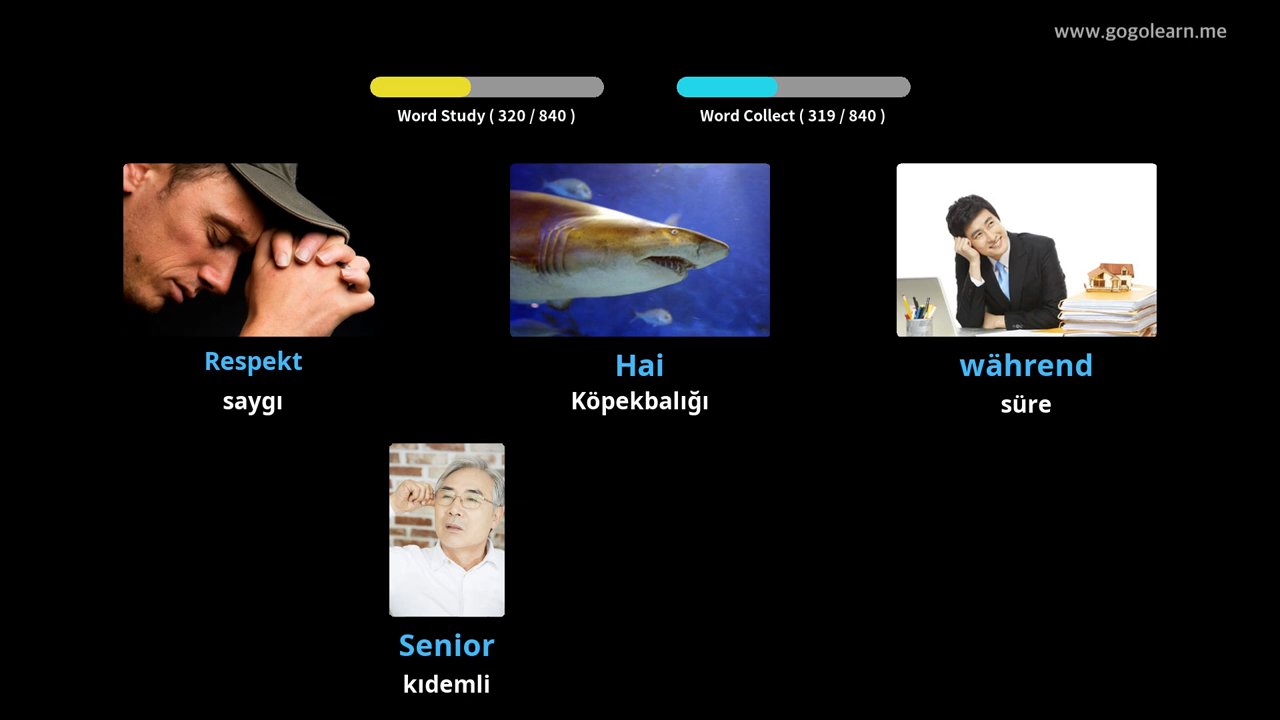 www.gogolearn.me
Word Study ( 320 / 840 )
Word Collect ( 319 / 840 )
Respekt
saygı
Hai
Köpekbalığı
während
süre
Senior
kıdemli